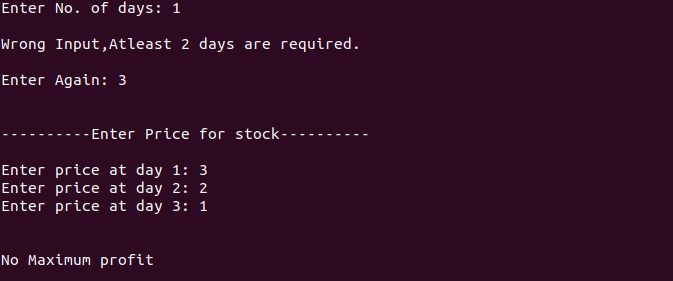 Enter No. of days: 1
Wrong Input,Atleast 2 days are required.
Enter Again: 3
----------Enter Price for stock----------
Enter price at day 1: 3
Enter price at day 2: 2
Enter price at day 3: 1
No Maximum profit